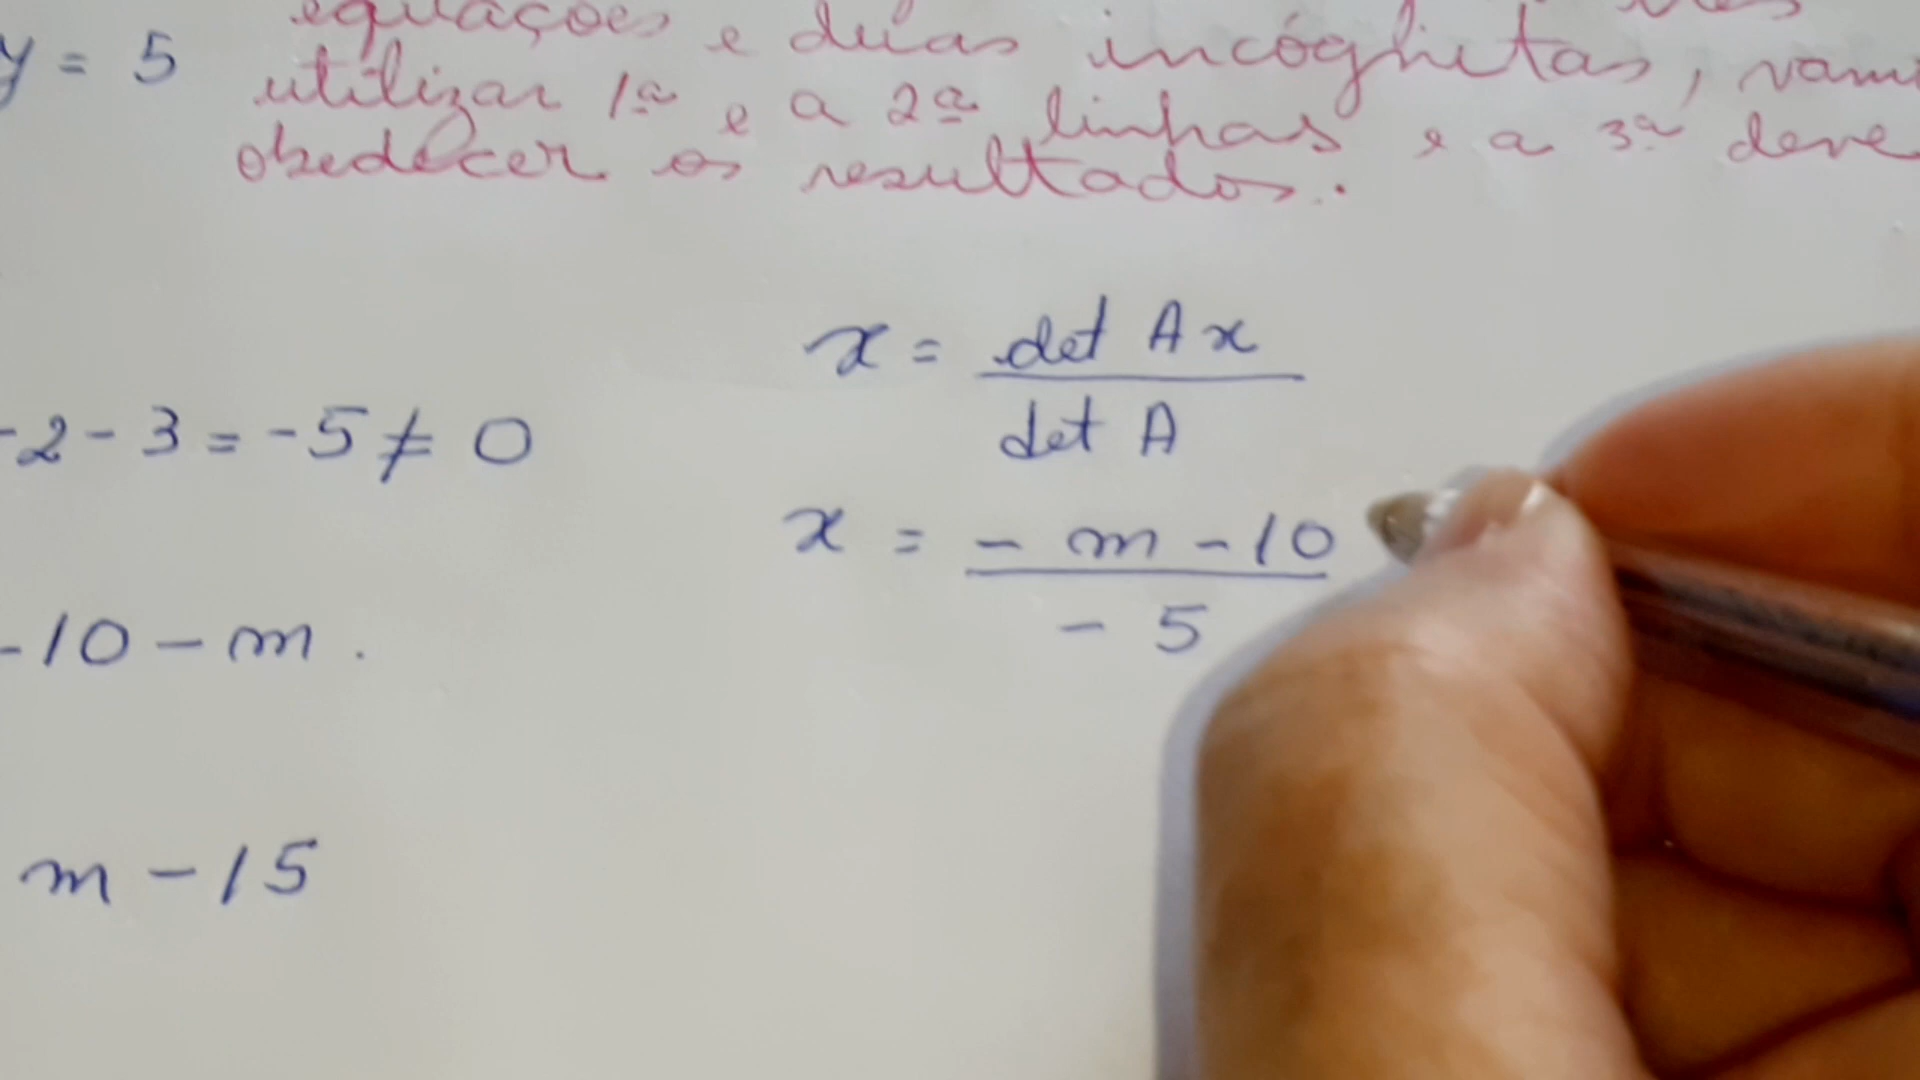 equações e duas incógnitas, vam
y = 5
utilizar 1ª e a 2ª linhas e a 3ª deve
obedecer os resultados.
x = det Ax
det A
-2 - 3 = -5 ≠ 0
x = - m - 10
- 5
-10 - m .
m - 15